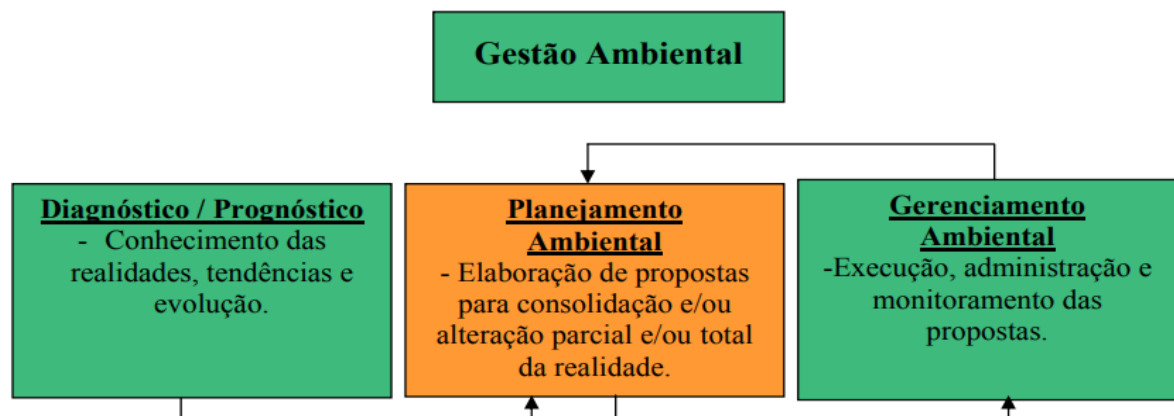 Gestão Ambiental
Diagnóstico / Prognóstico
- Conhecimento das
realidades, tendências e
evolução.
Planejamento
Ambiental
- Elaboração de propostas
para consolidação e/ou
alteração parcial e/ou total
da realidade.
Gerenciamento
Ambiental
-Execução, administração e
monitoramento das
propostas.